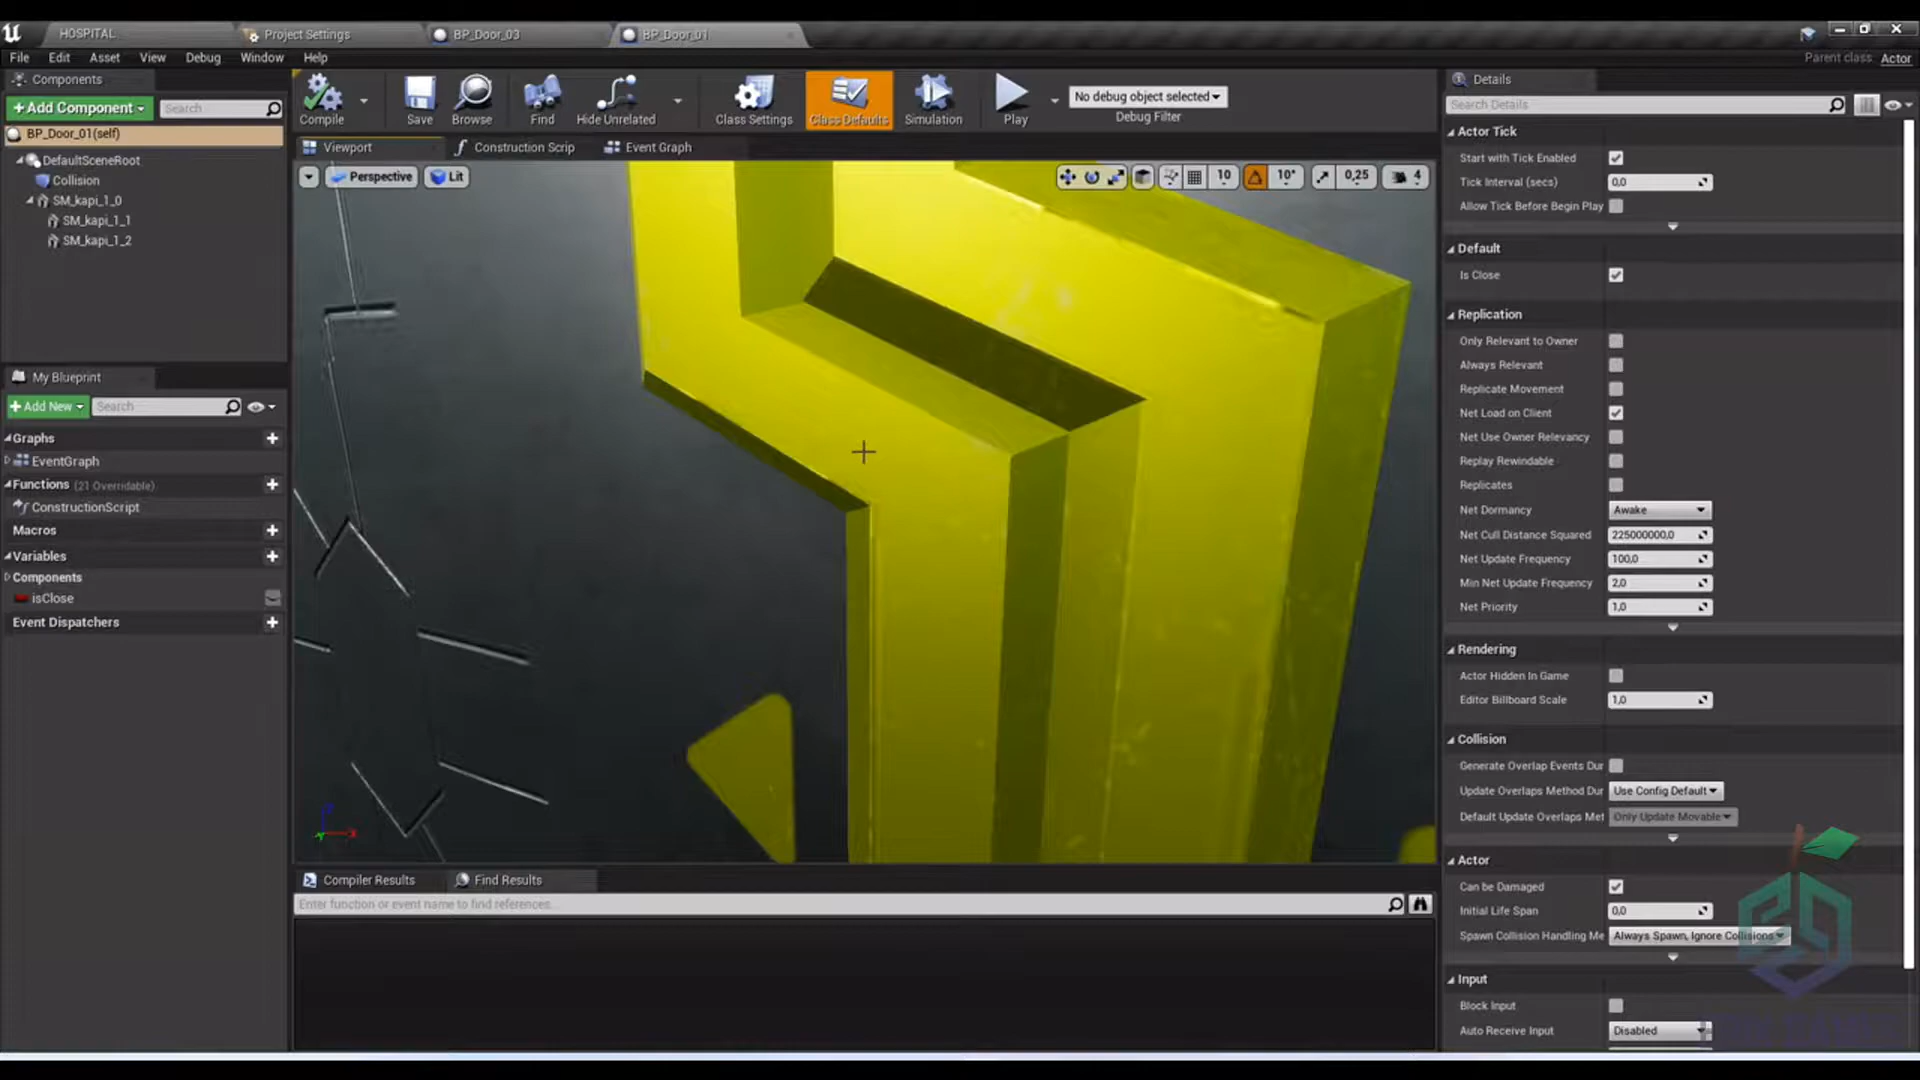 HOSPITAL
Project Settings
BP_Door_03
BP_Door_01
File Edit Asset View Debug Window Help
Parent class: Actor
Components
+Add Component
Search
BP_Door_01(self)
DefaultSceneRoot
Collision
SM_kapi_1_0
SM_kapi_1_1
SM_kapi_1_2
My Blueprint
+Add New
Search
Graphs
EventGraph
Functions (21 Overridable)
ConstructionScript
Macros
Variables
Components
isClose
Event Dispatchers
Compile
Save
Browse
Find
Hide Unrelated
Class Settings
Class Defaults
Simulation
Play
No debug object selected
Debug Filter
Viewport
Construction Scrip
Event Graph
Perspective
Lit
10
10°
0,25
4
Compiler Results
Find Results
Enter function or event name to find references...
Details
Search Details
Actor Tick
Start with Tick Enabled
Tick Interval (secs) 0,0
Allow Tick Before Begin Play
Default
Is Close
Replication
Only Relevant to Owner
Always Relevant
Replicate Movement
Net Load on Client
Net Use Owner Relevancy
Replay Rewindable
Replicates
Net Dormancy Awake
Net Cull Distance Squared 225000000,0
Net Update Frequency 100,0
Min Net Update Frequency 2,0
Net Priority 1,0
Rendering
Actor Hidden In Game
Editor Billboard Scale 1,0
Collision
Generate Overlap Events Dur
Update Overlaps Method Dur Use Config Default
Default Update Overlaps Met Only Update Movable
Actor
Can be Damaged
Initial Life Span 0,0
Spawn Collision Handling Me Always Spawn, Ignore Collisions
Input
Block Input
Auto Receive Input Disabled